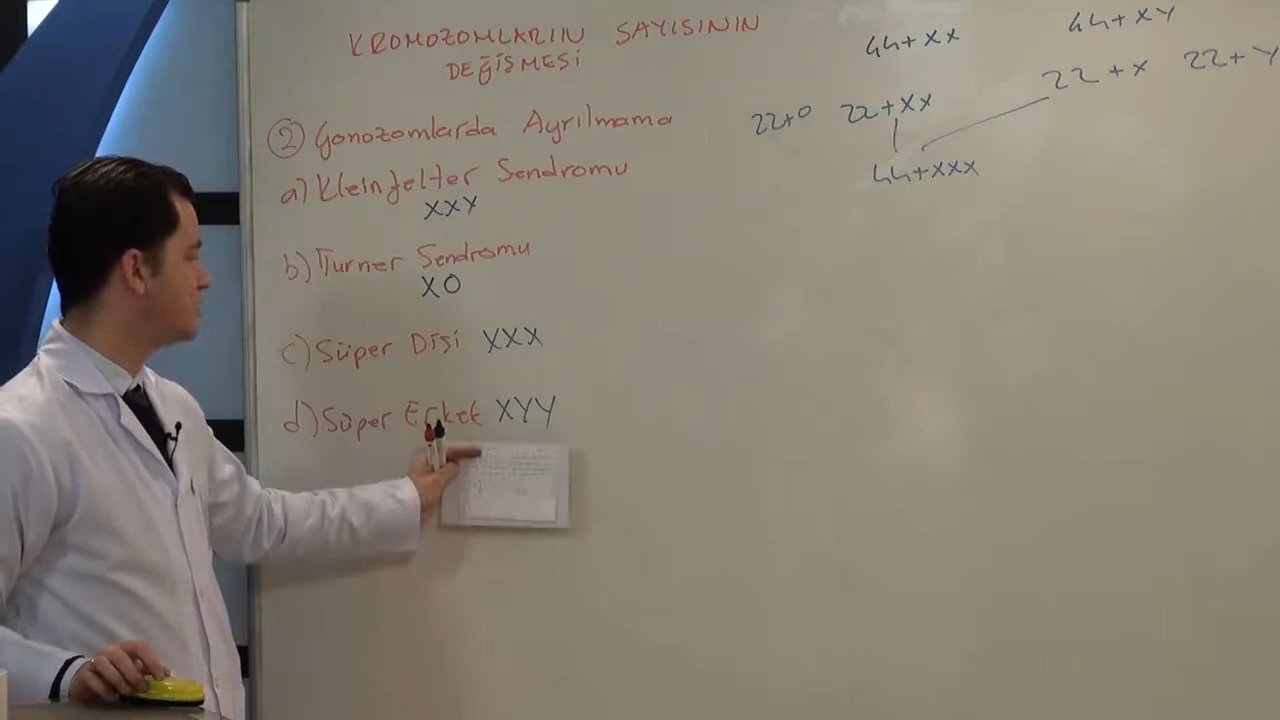 KROMOZOMLARIN SAYISININ
DEĞİŞMESİ
② Gonozomlarda Ayrılmama
a) Kleinfelter Sendromu
XXY
b) Turner Sendromu
XO
c) Süper Dişi XXX
d) Süper Erkek XYY
44+XX 44+XY
22+0 22+XX 22+X 22+Y
44+XXX